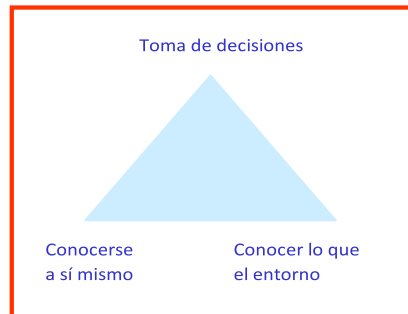 Toma de decisiones
Conocerse
a sí mismo
Conocer lo que
el entorno